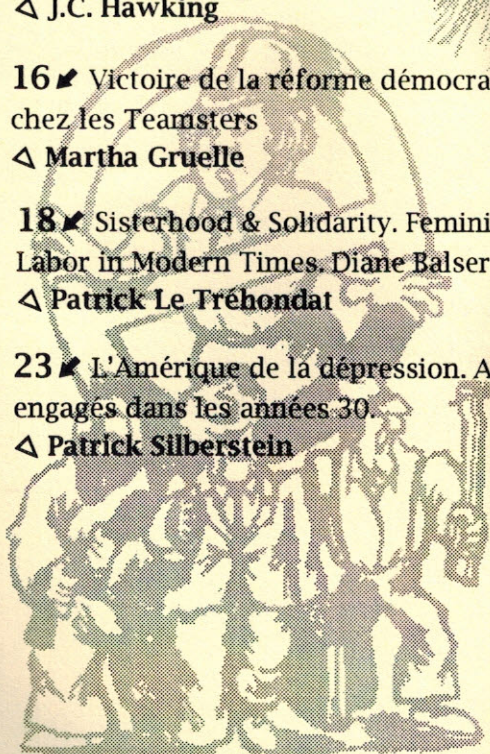 ◁ J.C. Hawking
16↙ Victoire de la réforme démocra
chez les Teamsters
◁ Martha Gruelle
18↙ Sisterhood & Solidarity. Femini
Labor in Modern Times. Diane Balser
◁ Patrick Le Tréhondat
23↙ L'Amérique de la dépression. A
engagés dans les années 30.
◁ Patrick Silberstein